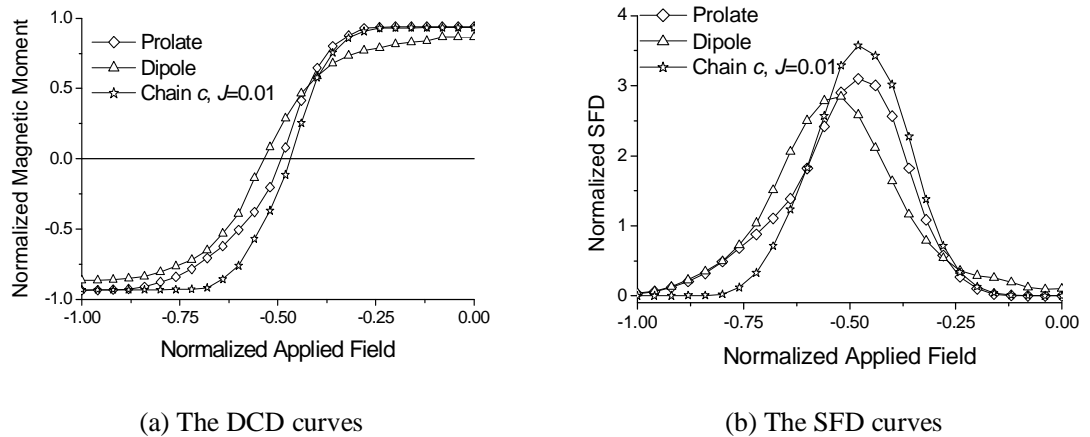 1.0
0.5
0.0
-0.5
-1.0
Normalized Magnetic Moment
Prolate
Dipole
Chain c, J=0.01
-1.00 -0.75 -0.50 -0.25 0.00
Normalized Applied Field
(a) The DCD curves
4
3
2
1
0
Normalized SFD
Prolate
Dipole
Chain c, J=0.01
-1.00 -0.75 -0.50 -0.25 0.00
Normalized Applied Field
(b) The SFD curves